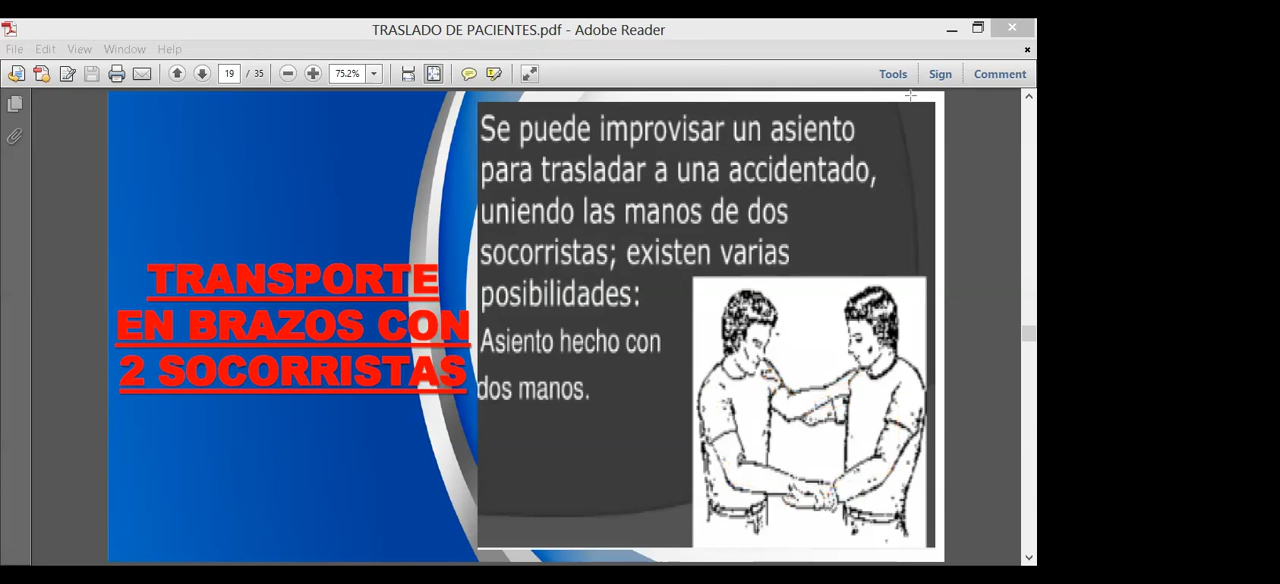 TRASLADO DE PACIENTES.pdf - Adobe Reader
File Edit View Window Help
19 / 35
75.2%
Tools Sign Comment
Se puede improvisar un asiento
para trasladar a una accidentado,
uniendo las manos de dos
socorristas; existen varias
posibilidades:
Asiento hecho con
dos manos.
TRANSPORTE
EN BRAZOS CON
2 SOCORRISTAS